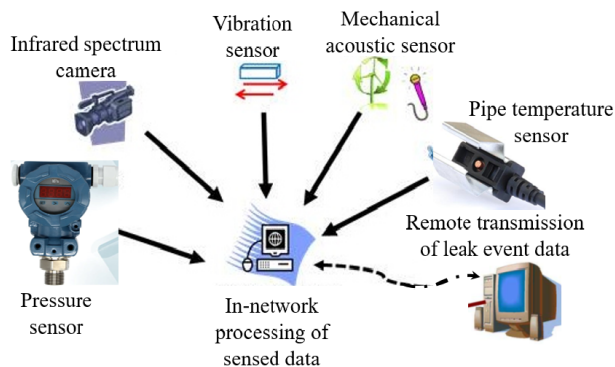 Infrared spectrum
camera
Vibration
sensor
Mechanical
acoustic sensor
Pipe temperature
sensor
Pressure
sensor
In-network
processing of
sensed data
Remote transmission
of leak event data